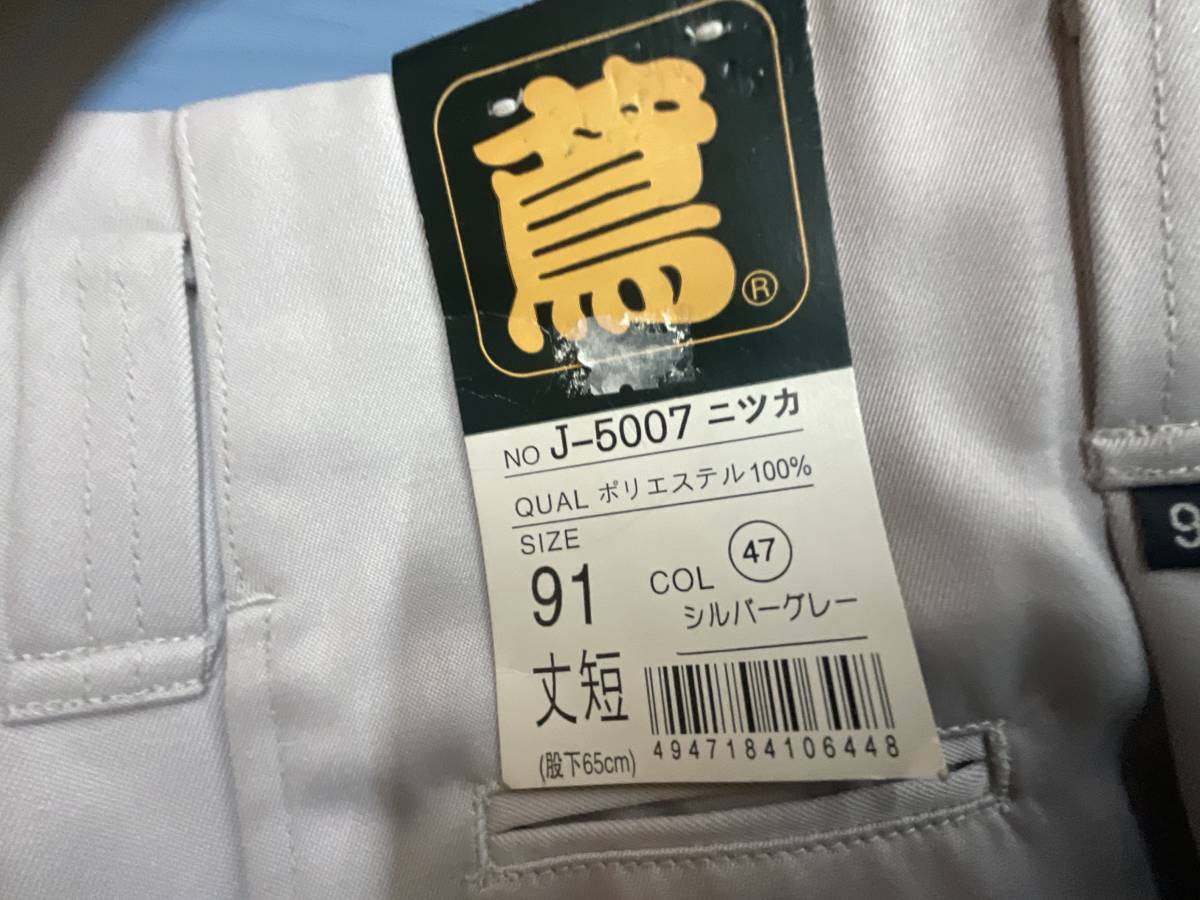 ®
NO J-5007 ニツカ
QUAL ポリエステル100%
SIZE
91
COL 47
シルバーグレー
丈短
(股下65cm)
4947184106448
9